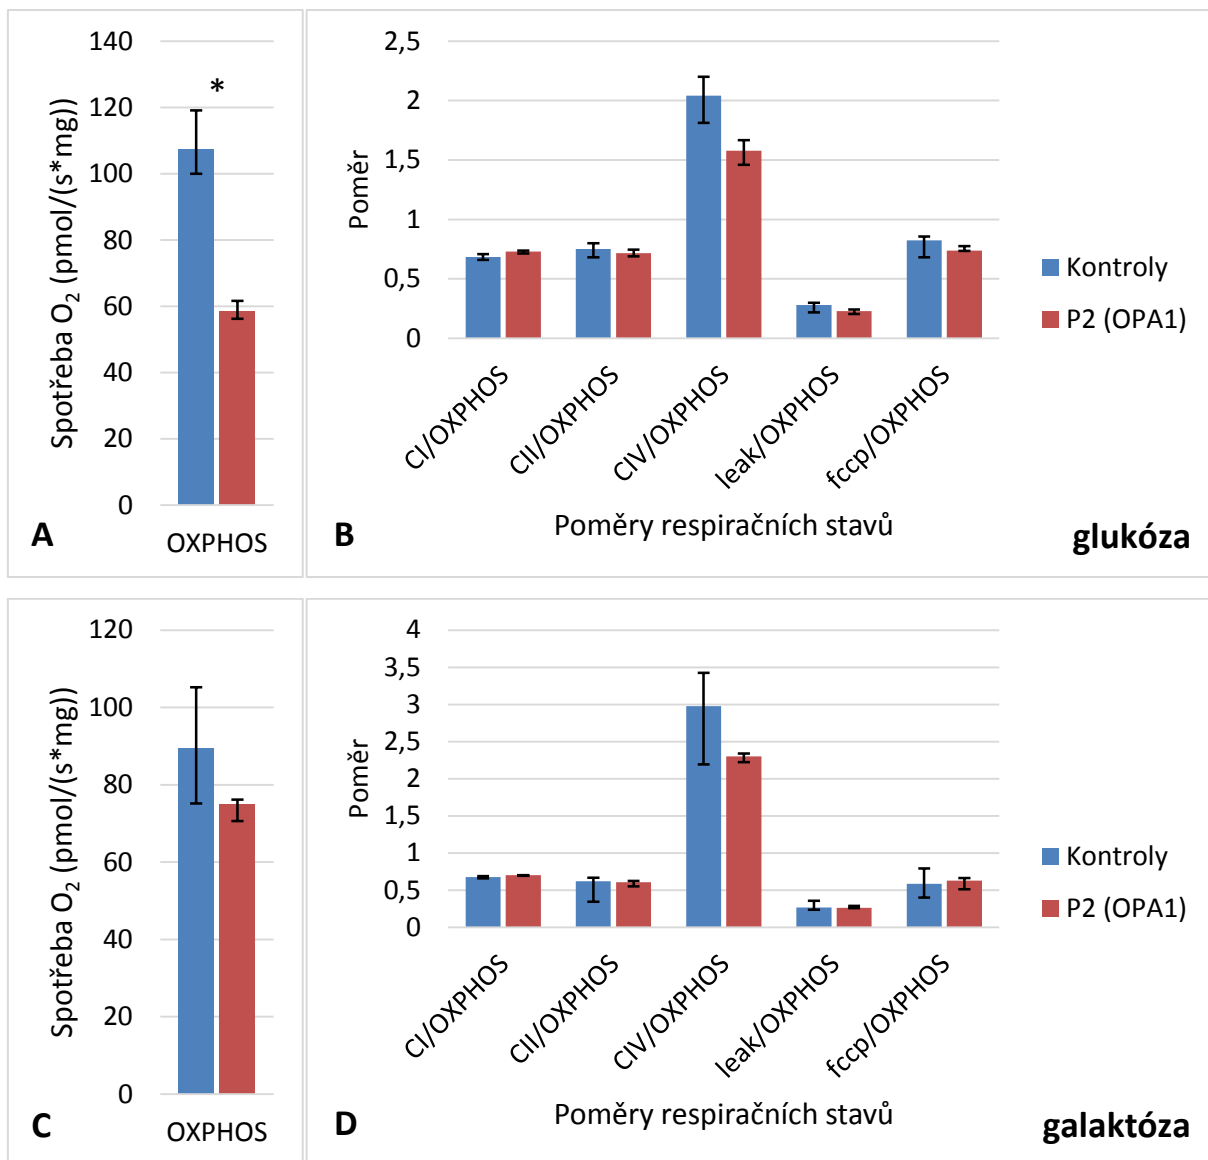 140
120
100
80
60
40
20
0
Spotřeba O₂ (pmol/(s*mg))
*
OXPHOS
A
2,5
2
1,5
1
0,5
0
Poměr
CI/OXPHOS
CII/OXPHOS
CIV/OXPHOS
leak/OXPHOS
fccp/OXPHOS
Poměry respiračních stavů
Kontroly
P2 (OPA1)
B
glukóza
120
100
80
60
40
20
0
Spotřeba O₂ (pmol/(s*mg))
OXPHOS
C
4
3,5
3
2,5
2
1,5
1
0,5
0
Poměr
CI/OXPHOS
CII/OXPHOS
CIV/OXPHOS
leak/OXPHOS
fccp/OXPHOS
Poměry respiračních stavů
Kontroly
P2 (OPA1)
D
galaktóza